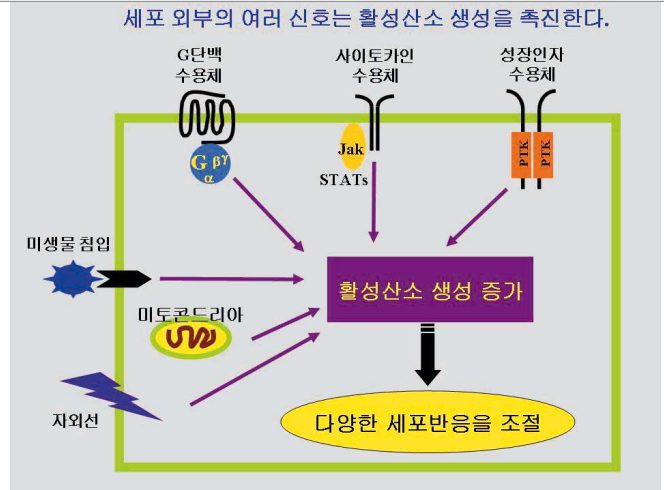 세포 외부의 여러 신호는 활성산소 생성을 촉진한다.
G단백
수용체
사이토카인
수용체
성장인자
수용체
G βγ
α
Jak
STATs
PTK
PTK
미생물 침입
활성산소 생성 증가
미토콘드리아
자외선
다양한 세포반응을 조절